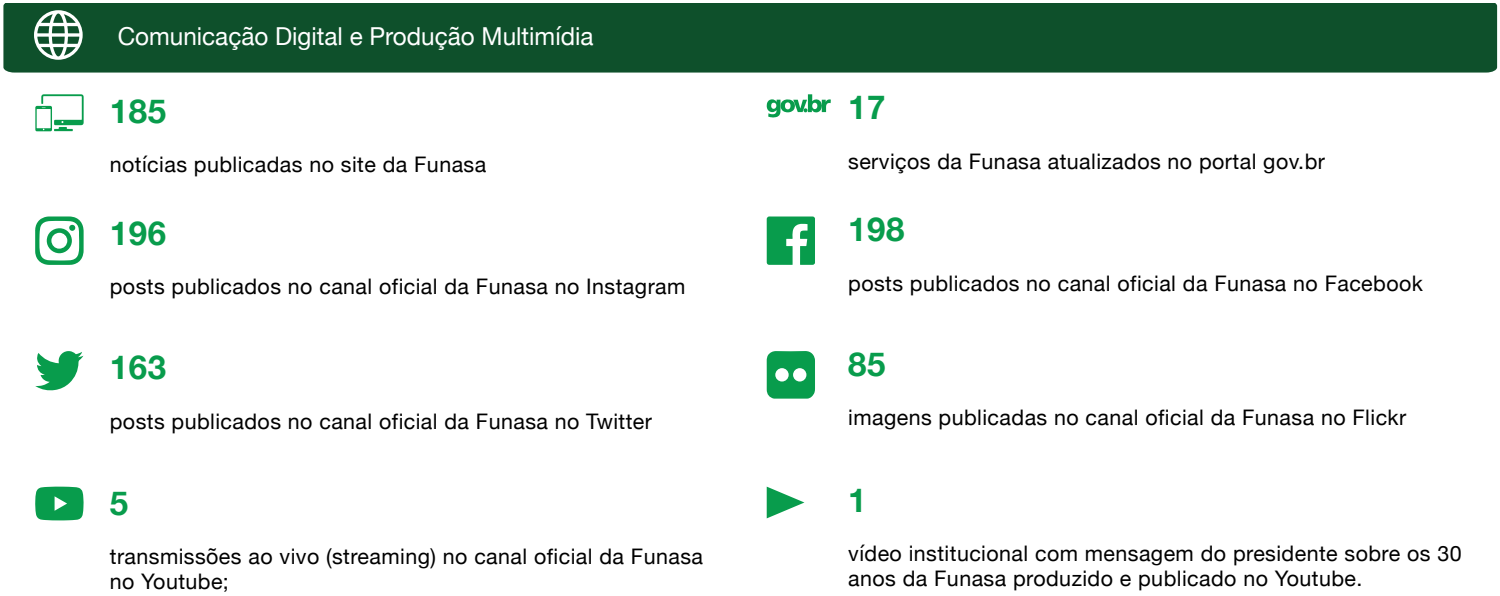 Comunicação Digital e Produção Multimídia
185
notícias publicadas no site da Funasa
gov.br 17
serviços da Funasa atualizados no portal gov.br
196
posts publicados no canal oficial da Funasa no Instagram
198
posts publicados no canal oficial da Funasa no Facebook
163
posts publicados no canal oficial da Funasa no Twitter
85
imagens publicadas no canal oficial da Funasa no Flickr
5
transmissões ao vivo (streaming) no canal oficial da Funasa
no Youtube;
1
vídeo institucional com mensagem do presidente sobre os 30
anos da Funasa produzido e publicado no Youtube.